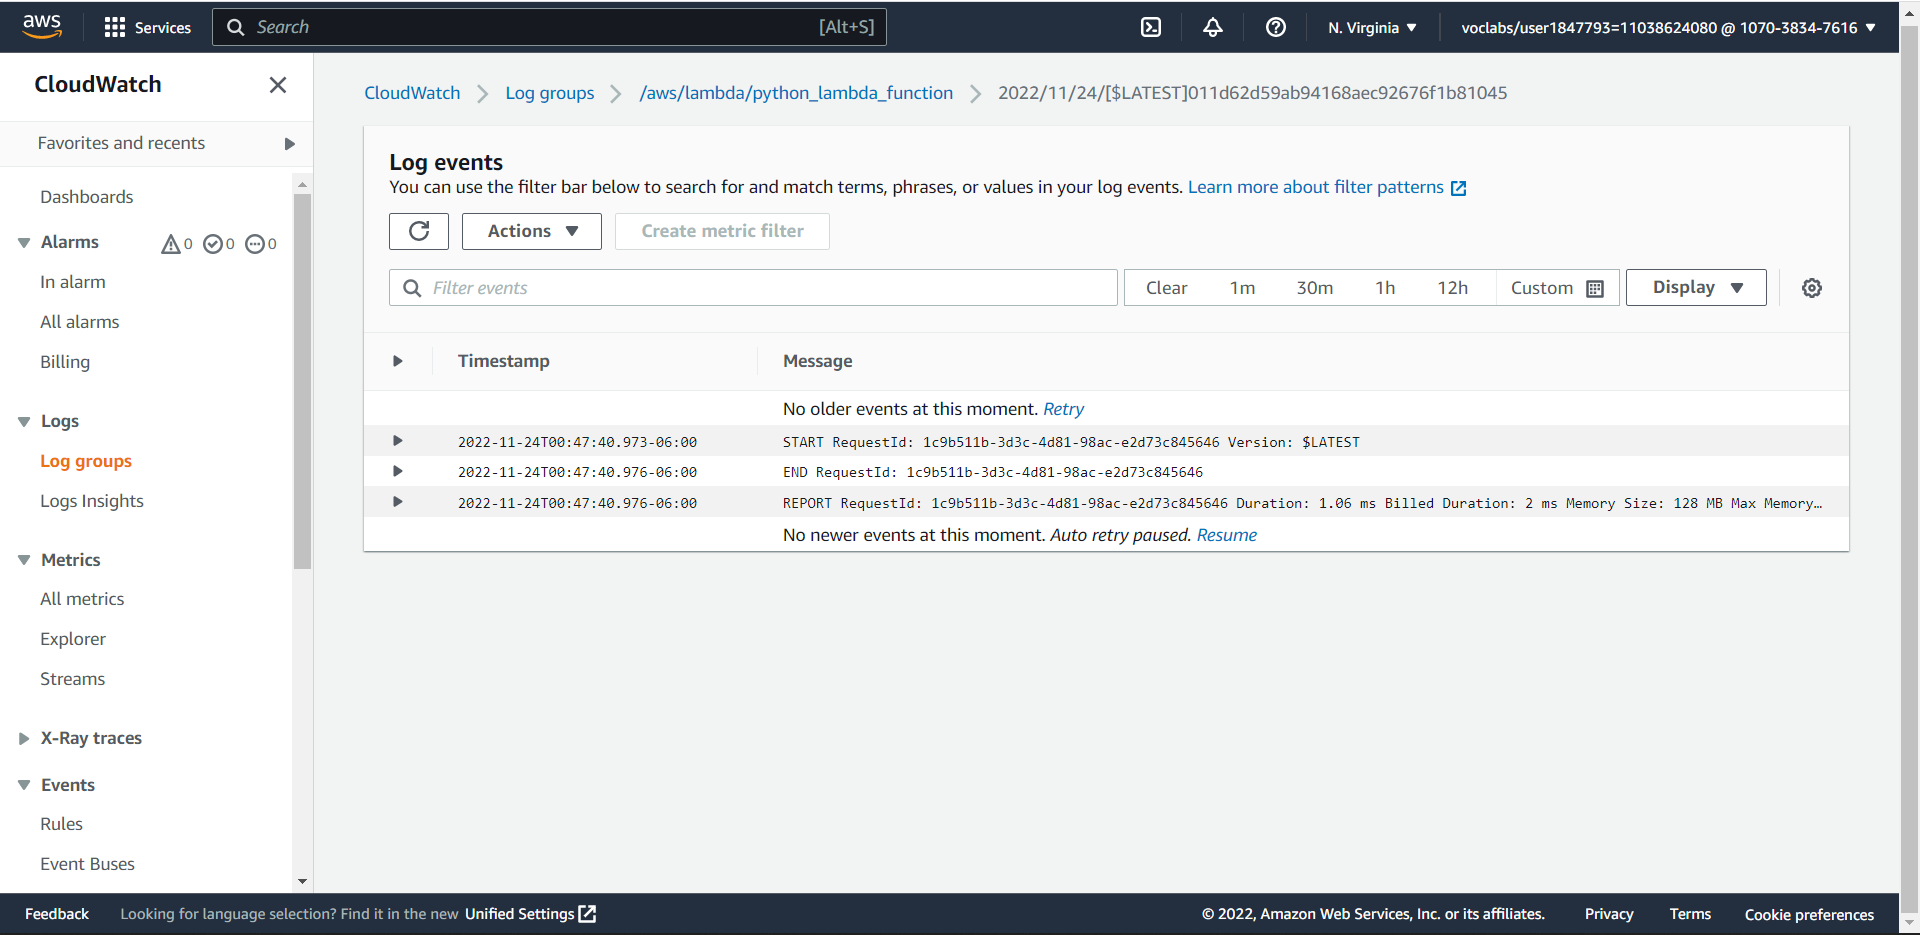 aws Services Search [Alt+S] N. Virginia voclabs/user1847793=11038624080 @ 1070-3834-7616
CloudWatch
Favorites and recents
Dashboards
Alarms 0 0 0
In alarm
All alarms
Billing
Logs
Log groups
Logs Insights
Metrics
All metrics
Explorer
Streams
X-Ray traces
Events
Rules
Event Buses
CloudWatch Log groups /aws/lambda/python_lambda_function 2022/11/24/[$LATEST]011d62d59ab94168aec92676f1b81045
Log events
You can use the filter bar below to search for and match terms, phrases, or values in your log events. Learn more about filter patterns
Actions Create metric filter
Filter events Clear 1m 30m 1h 12h Custom Display
Timestamp Message
No older events at this moment. Retry
2022-11-24T00:47:40.973-06:00 START RequestId: 1c9b511b-3d3c-4d81-98ac-e2d73c845646 Version: $LATEST
2022-11-24T00:47:40.976-06:00 END RequestId: 1c9b511b-3d3c-4d81-98ac-e2d73c845646
2022-11-24T00:47:40.976-06:00 REPORT RequestId: 1c9b511b-3d3c-4d81-98ac-e2d73c845646 Duration: 1.06 ms Billed Duration: 2 ms Memory Size: 128 MB Max Memory…
No newer events at this moment. Auto retry paused. Resume
Feedback Looking for language selection? Find it in the new Unified Settings © 2022, Amazon Web Services, Inc. or its affiliates. Privacy Terms Cookie preferences